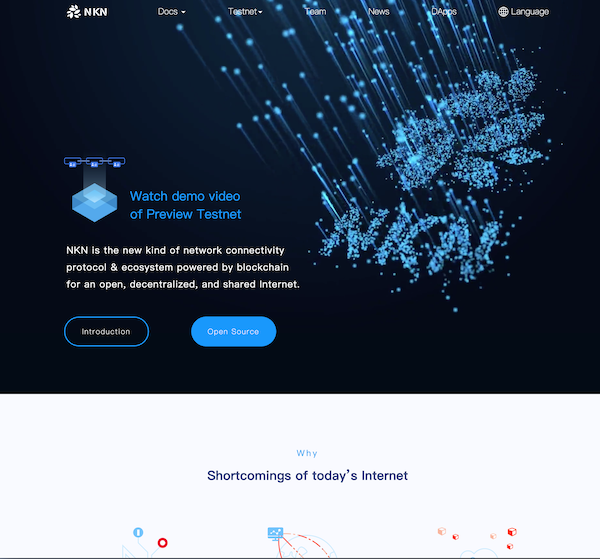 NKN
Docs
Testnet
Team
News
DApps
Language
Watch demo video
of Preview Testnet
NKN is the new kind of network connectivity
protocol & ecosystem powered by blockchain
for an open, decentralized, and shared Internet.
Introduction
Open Source
Why
Shortcomings of today's Internet